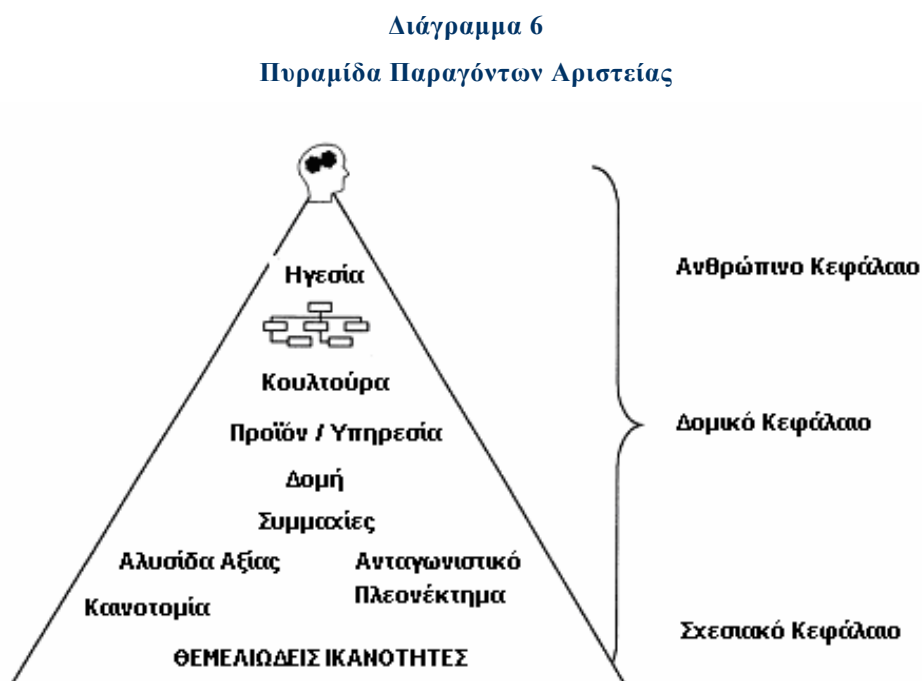 Διάγραμμα 6
Πυραμίδα Παραγόντων Αριστείας
Ηγεσία
Κουλτούρα
Προϊόν / Υπηρεσία
Δομή
Συμμαχίες
Αλυσίδα Αξίας
Ανταγωνιστικό
Πλεονέκτημα
Καινοτομία
ΘΕΜΕΛΙΩΔΕΙΣ ΙΚΑΝΟΤΗΤΕΣ
Ανθρώπινο Κεφάλαιο
Δομικό Κεφάλαιο
Σχεσιακό Κεφάλαιο